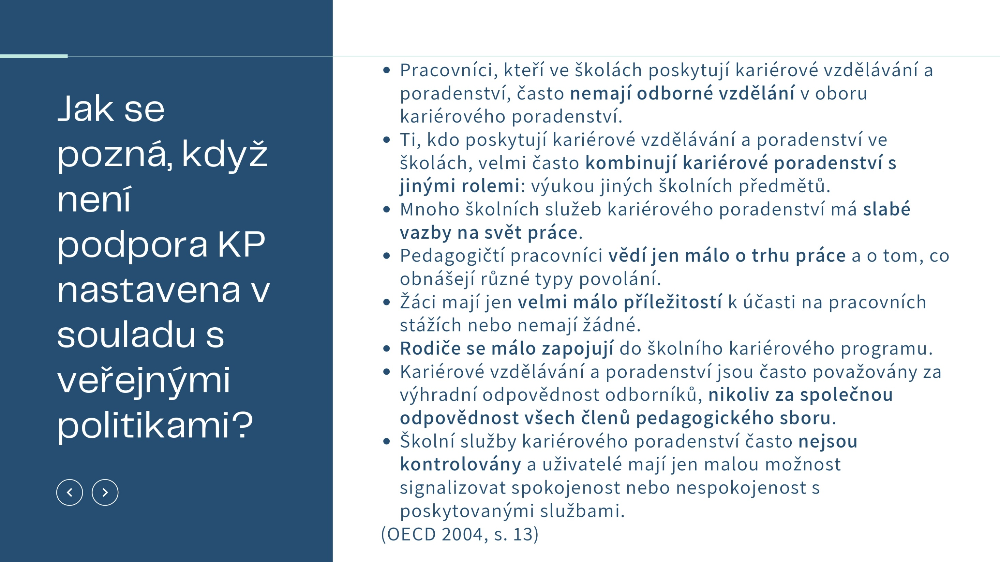 Jak se
pozná, když
není
podpora KP
nastavena v
souladu s
veřejnými
politikami?
• Pracovníci, kteří ve školách poskytují kariérové vzdělávání a
poradenství, často nemají odborné vzdělání v oboru
kariérového poradenství.
• Ti, kdo poskytují kariérové vzdělávání a poradenství ve
školách, velmi často kombinují kariérové poradenství s
jinými rolemi: výukou jiných školních předmětů.
• Mnoho školních služeb kariérového poradenství má slabé
vazby na svět práce.
• Pedagogičtí pracovníci vědí jen málo o trhu práce a o tom, co
obnášejí různé typy povolání.
• Žáci mají jen velmi málo příležitostí k účasti na pracovních
stážích nebo nemají žádné.
• Rodiče se málo zapojují do školního kariérového programu.
• Kariérové vzdělávání a poradenství jsou často považovány za
výhradní odpovědnost odborníků, nikoliv za společnou
odpovědnost všech členů pedagogického sboru.
• Školní služby kariérového poradenství často nejsou
kontrolovány a uživatelé mají jen malou možnost
signalizovat spokojenost nebo nespokojenost s
poskytovanými službami.
(OECD 2004, s. 13)